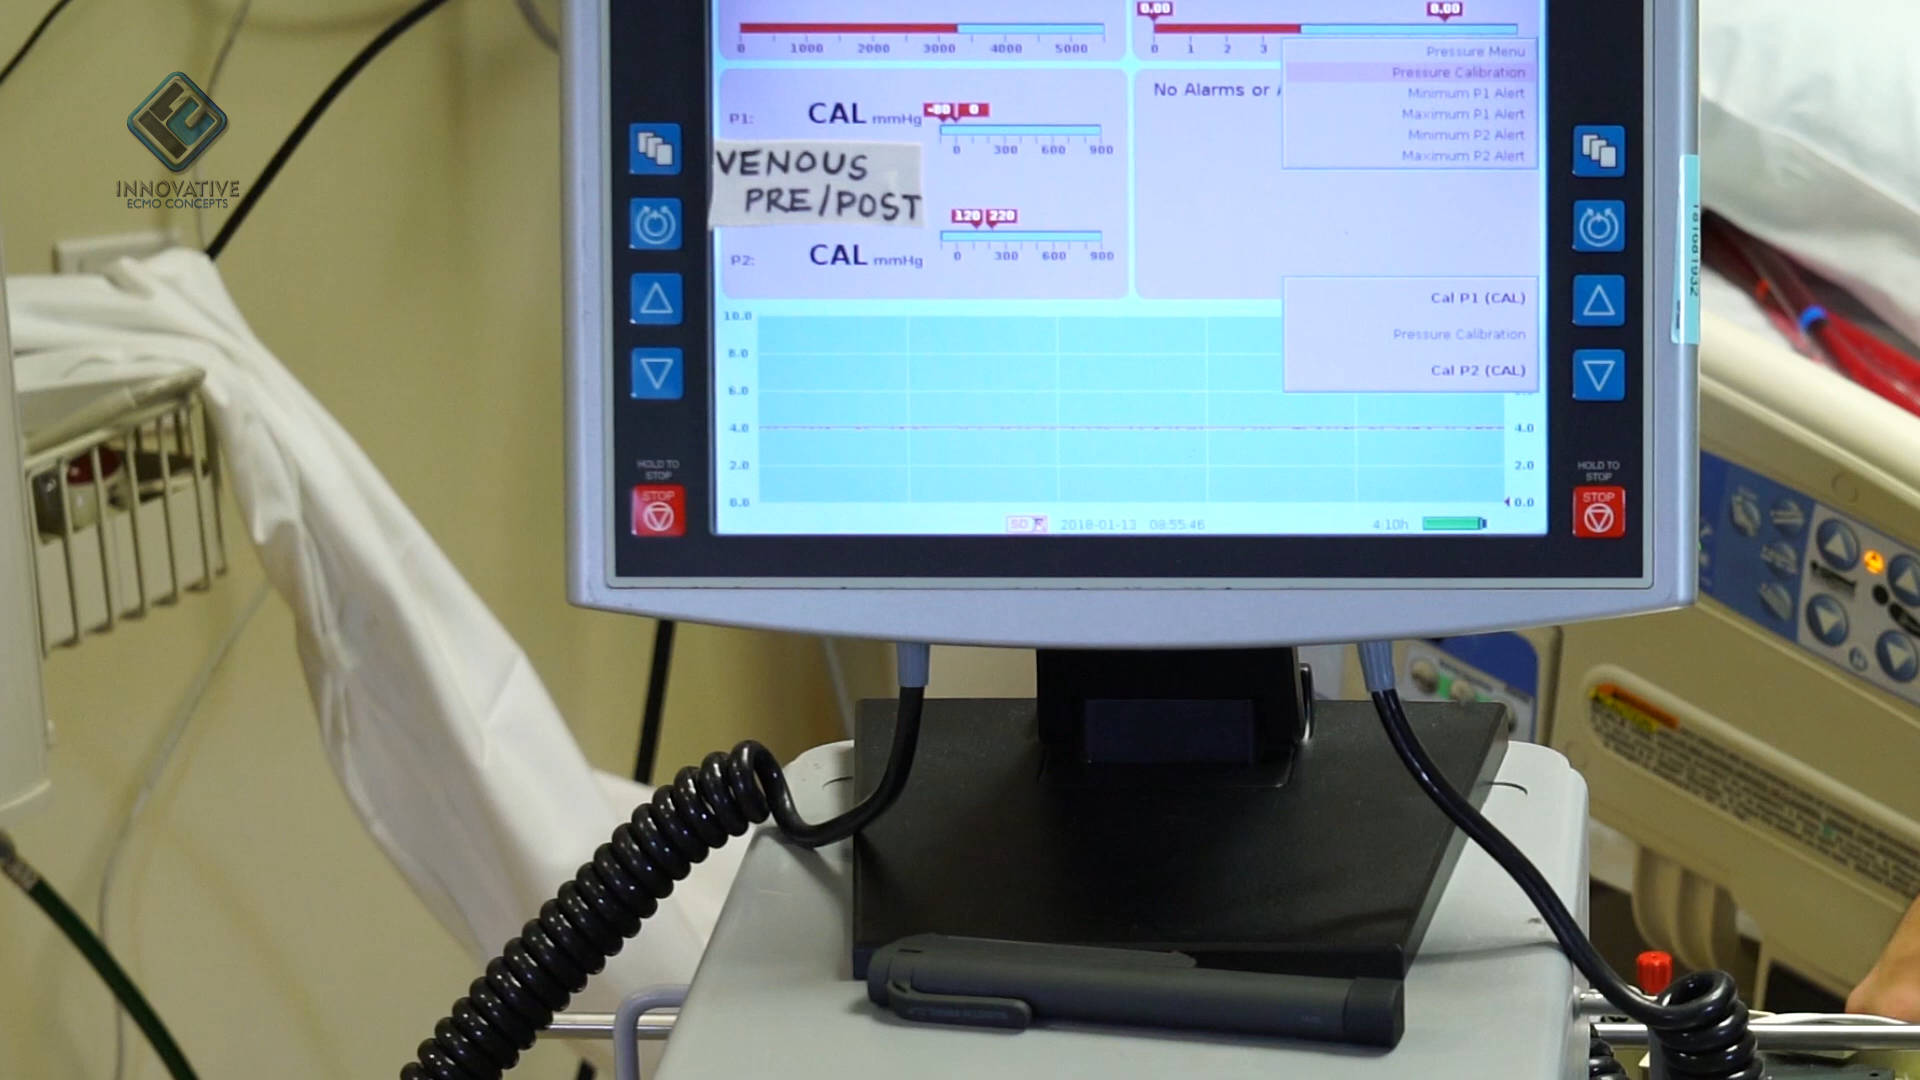 INNOVATIVE
ECMO CONCEPTS
0 1000 2000 3000 4000 5000
0.00 0.00
0 1 2 3
Pressure Menu
Pressure Calibration
Minimum P1 Alert
Maximum P1 Alert
Minimum P2 Alert
Maximum P2 Alert
No Alarms or
P1: CAL mmHg
-80 0
0 300 600 900
VENOUS
PRE/POST
120 220
P2: CAL mmHg
0 300 600 900
Cal P1 (CAL)
Pressure Calibration
Cal P2 (CAL)
10.0
8.0
6.0
4.0 4.0
2.0 2.0
0.0 0.0
SD 2018-01-13 08:55:46 4:10h
HOLD TO
STOP
STOP
HOLD TO
STOP
STOP